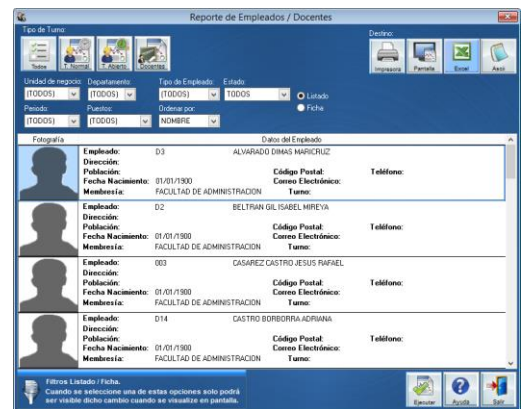 Reporte de Empleados / Docentes
Tipo de Turno:
Destino:
Todos T. Normal T. Abierto Docentes
Impresora Pantalla Excel Ascii
Unidad de negocio: Departamento: Tipo de Empleado: Estado:
(TODOS) (TODOS) (TODOS) TODOS Listado
Periodo: Puestos: Ordenar por: Ficha
(TODOS) (TODOS) NOMBRE
Fotografía Datos del Empleado
Empleado: D3 ALVARADO DIMAS MARICRUZ
Dirección:
Población: Código Postal: Teléfono:
Fecha Nacimiento: 01/01/1900 Correo Electrónico:
Membresía: FACULTAD DE ADMINISTRACION Turno:
Empleado: D2 BELTRAN GIL ISABEL MIREYA
Dirección:
Población: Código Postal: Teléfono:
Fecha Nacimiento: 01/01/1900 Correo Electrónico:
Membresía: FACULTAD DE ADMINISTRACION Turno:
Empleado: 003 CASAREZ CASTRO JESUS RAFAEL
Dirección:
Población: Código Postal: Teléfono:
Fecha Nacimiento: 01/01/1900 Correo Electrónico:
Membresía: FACULTAD DE ADMINISTRACION Turno:
Empleado: D14 CASTRO BORBORRA ADRIANA
Dirección:
Población: Código Postal: Teléfono:
Fecha Nacimiento: 01/01/1900 Correo Electrónico:
Membresía: FACULTAD DE ADMINISTRACION Turno:
Filtros Listado / Ficha.
Cuando se seleccione una de estas opciones solo podrá
ser visible dicho cambio cuando se visualize en pantalla.
Ejecutar Ayuda Salir